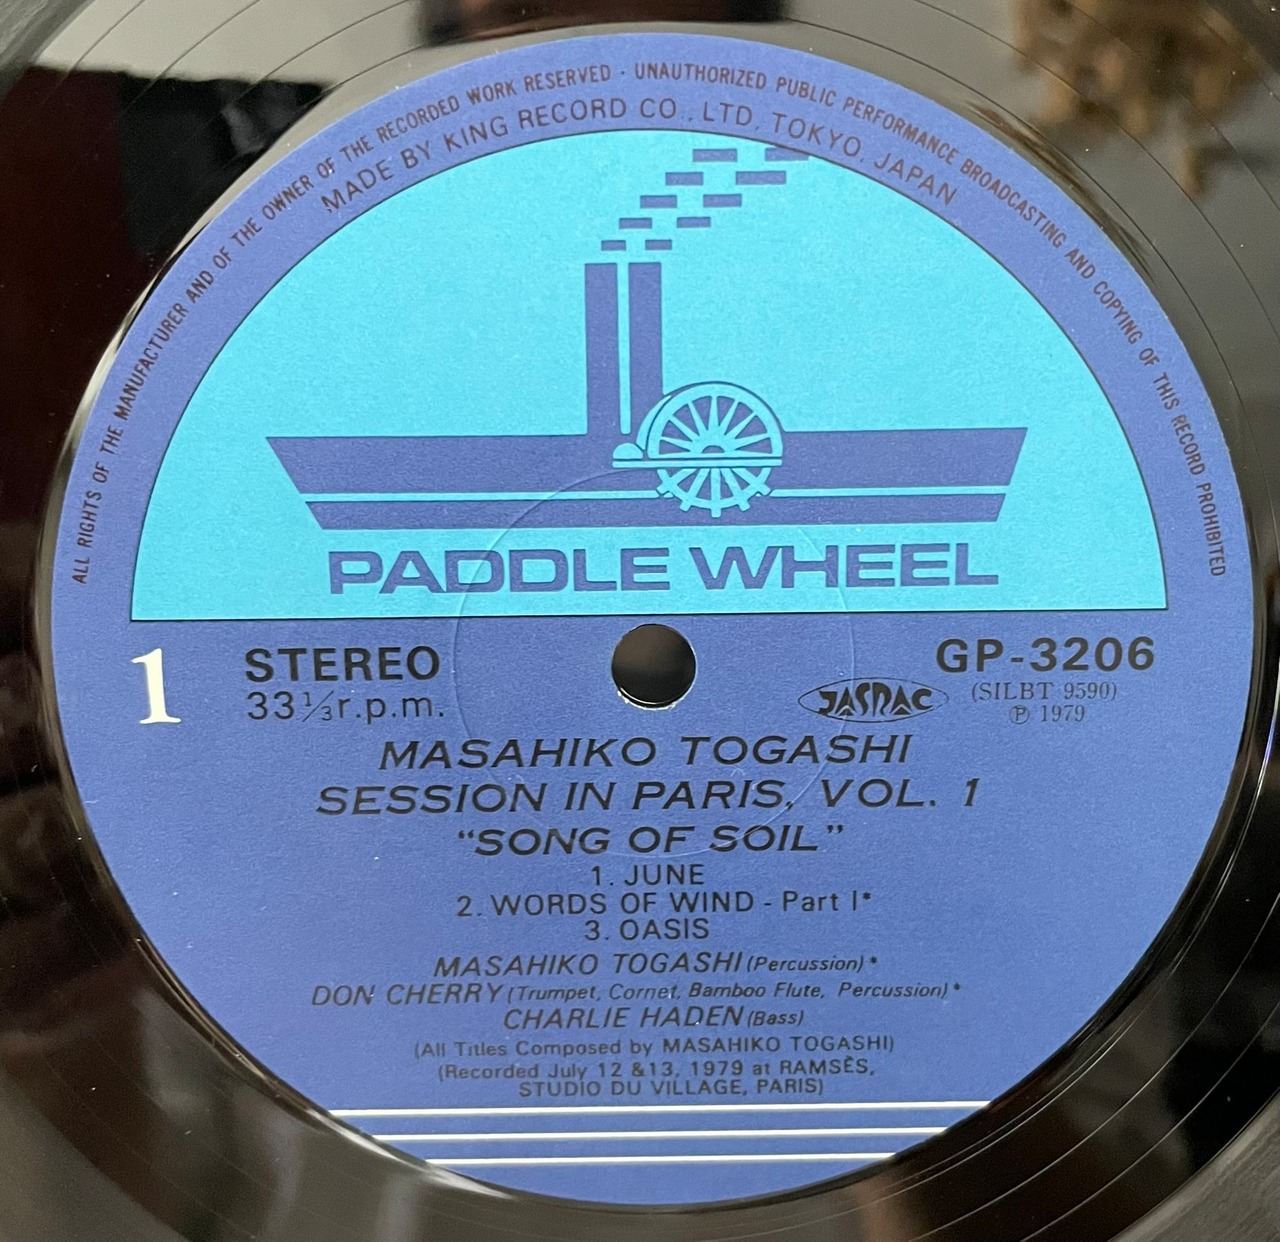 ALL RIGHTS OF THE MANUFACTURER AND OF THE OWNER OF THE RECORDED WORK RESERVED · UNAUTHORIZED PUBLIC PERFORMANCE BROADCASTING AND COPYING OF THIS RECORD PROHIBITED
MADE BY KING RECORD CO., LTD, TOKYO, JAPAN
PADDLE WHEEL
1
STEREO
33 1/3 r.p.m.
GP-3206
JASRAC
(SILBT 9590)
Ⓟ 1979
MASAHIKO TOGASHI
SESSION IN PARIS, VOL. 1
“SONG OF SOIL”
1. JUNE
2. WORDS OF WIND - Part I*
3. OASIS
MASAHIKO TOGASHI (Percussion)*
DON CHERRY (Trumpet, Cornet, Bamboo Flute, Percussion)*
CHARLIE HADEN (Bass)
(All Titles Composed by MASAHIKO TOGASHI)
(Recorded July 12 &13, 1979 at RAMSÈS,
STUDIO DU VILLAGE, PARIS)